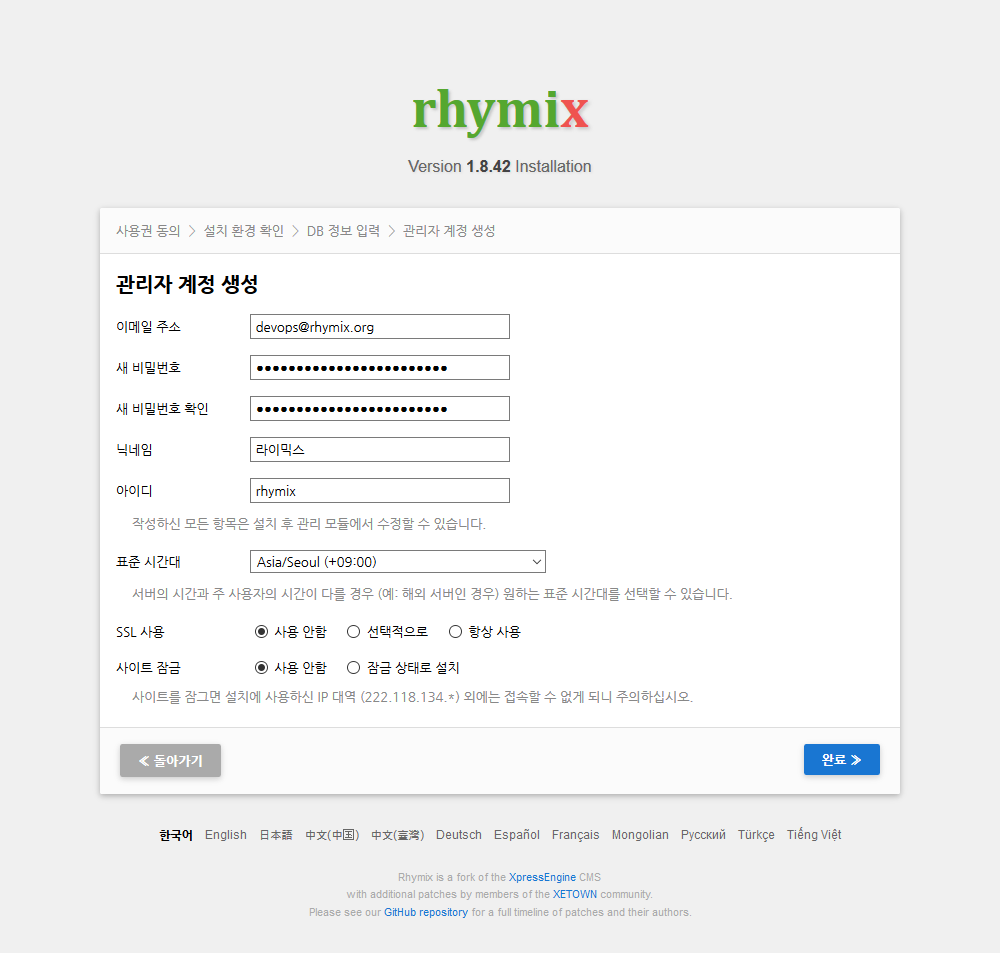 rhymix
Version 1.8.42 Installation
사용권 동의 > 설치 환경 확인 > DB 정보 입력 > 관리자 계정 생성
관리자 계정 생성
이메일 주소 devops@rhymix.org
새 비밀번호 ●●●●●●●●●●●●●●●●●●●●●●●●
새 비밀번호 확인 ●●●●●●●●●●●●●●●●●●●●●●●●
닉네임 라이믹스
아이디 rhymix
작성하신 모든 항목은 설치 후 관리 모듈에서 수정할 수 있습니다.
표준 시간대 Asia/Seoul (+09:00)
서버의 시간과 주 사용자의 시간이 다를 경우 (예: 해외 서버인 경우) 원하는 표준 시간대를 선택할 수 있습니다.
SSL 사용 사용 안함 선택적으로 항상 사용
사이트 잠금 사용 안함 잠금 상태로 설치
사이트를 잠그면 설치에 사용하신 IP 대역 (222.118.134.*) 외에는 접속할 수 없게 되니 주의하십시오.
≪ 돌아가기 완료 ≫
한국어 English 日本語 中文(中国) 中文(臺灣) Deutsch Español Français Mongolian Русский Türkçe Tiếng Việt
Rhymix is a fork of the XpressEngine CMS
with additional patches by members of the XETOWN community.
Please see our GitHub repository for a full timeline of patches and their authors.